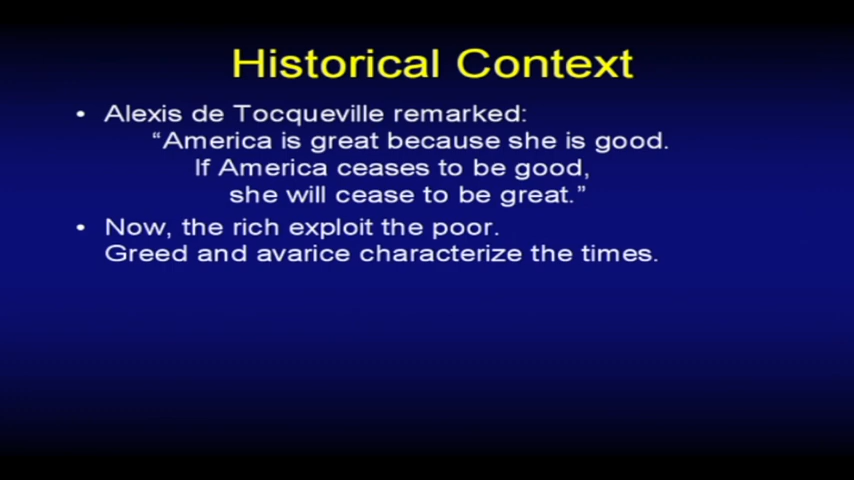 Historical Context
• Alexis de Tocqueville remarked:
“America is great because she is good.
If America ceases to be good,
she will cease to be great.”
• Now, the rich exploit the poor.
Greed and avarice characterize the times.